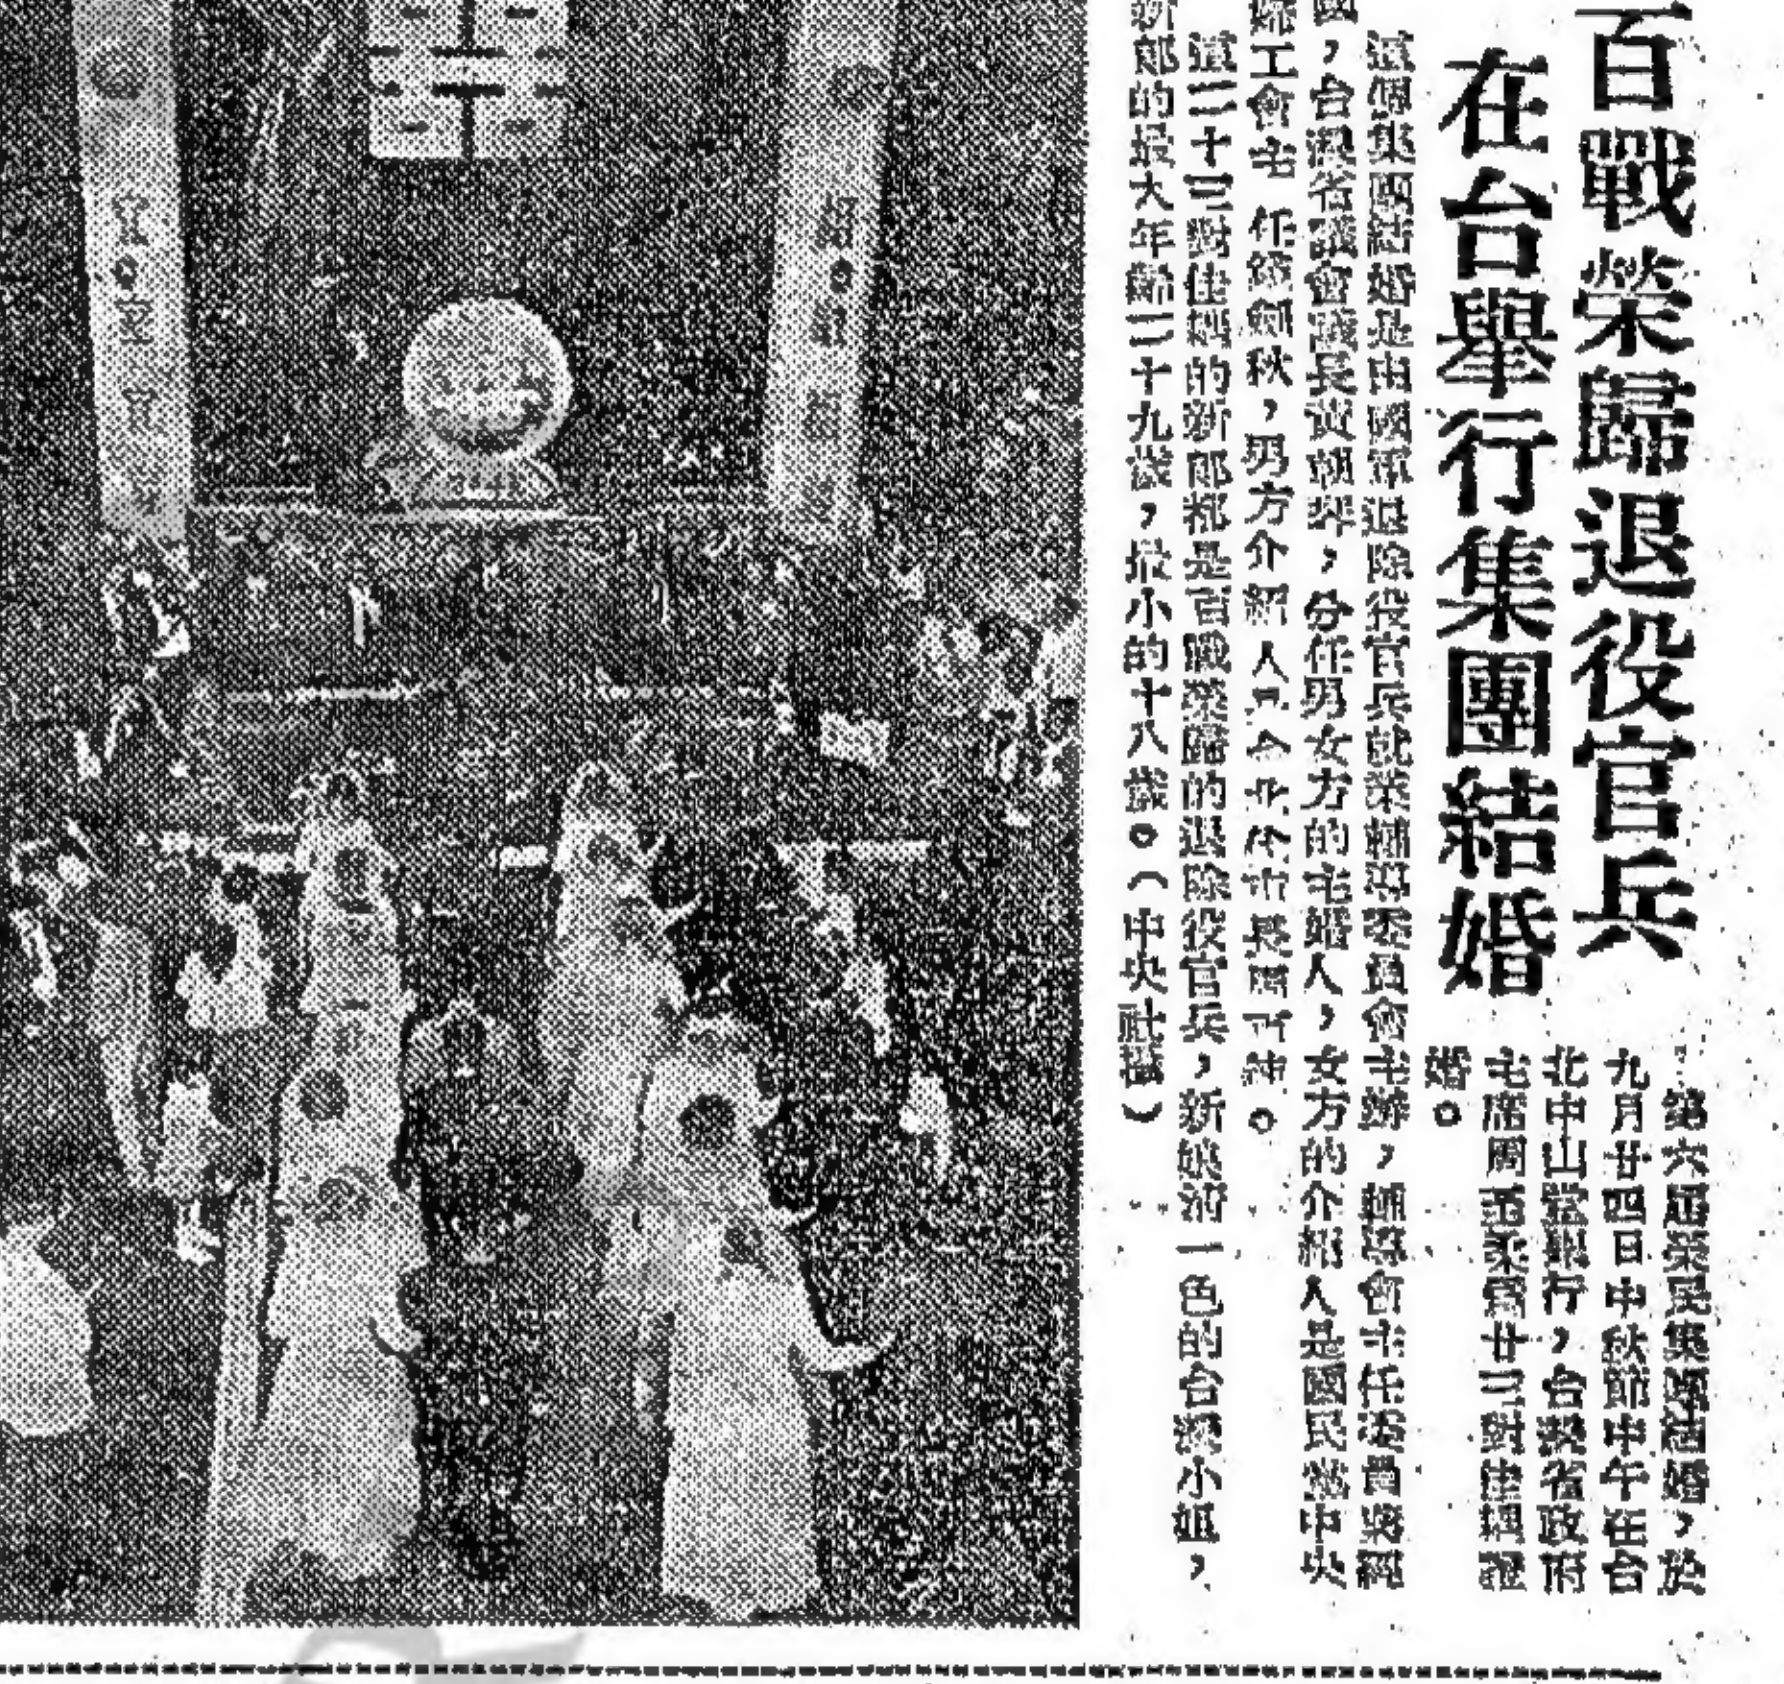 百戰榮歸退役官兵
在台舉行集團結婚
第六屆榮民集團結婚,於
九月廿四日中秋節中午在台
北中山堂舉行,台灣省政府
主席周至柔為廿三對佳耦證
婚。
這個集團結婚是由國軍退除役官兵就業輔導委員會主辦,輔導會主任委員蔣經
國,台灣省議會議長黃朝琴,分任男女方的主婚人,女方的介紹人是國民黨中央
婦工會主任錢劍秋,男方介紹人
這二十三對佳耦的新郎都是百戰榮歸的退除役官兵,新娘清一色的台灣小姐,
新郎的最大年齡三十九歲,最小的十八歲。(中央社攝)